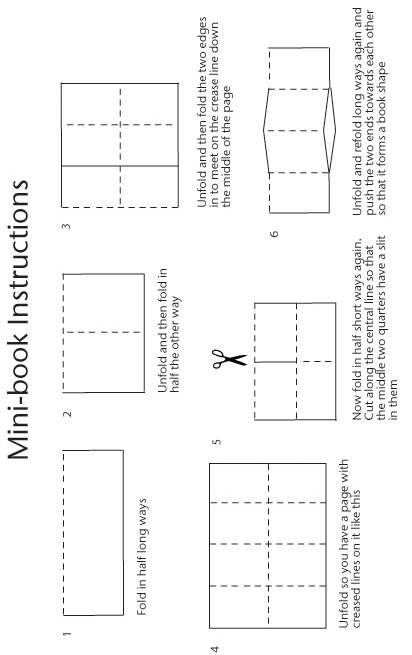 Mini-book Instructions
1
Fold in half long ways
2
Unfold and then fold in
half the other way
3
Unfold and then fold the two edges
in to meet on the crease line down
the middle of the page
4
Unfold so you have a page with
creased lines on it like this
5
Now fold in half short ways again.
Cut along the central line so that
the middle two quarters have a slit
in them
6
Unfold and refold long ways again and
push the two ends towards each other
so that it forms a book shape